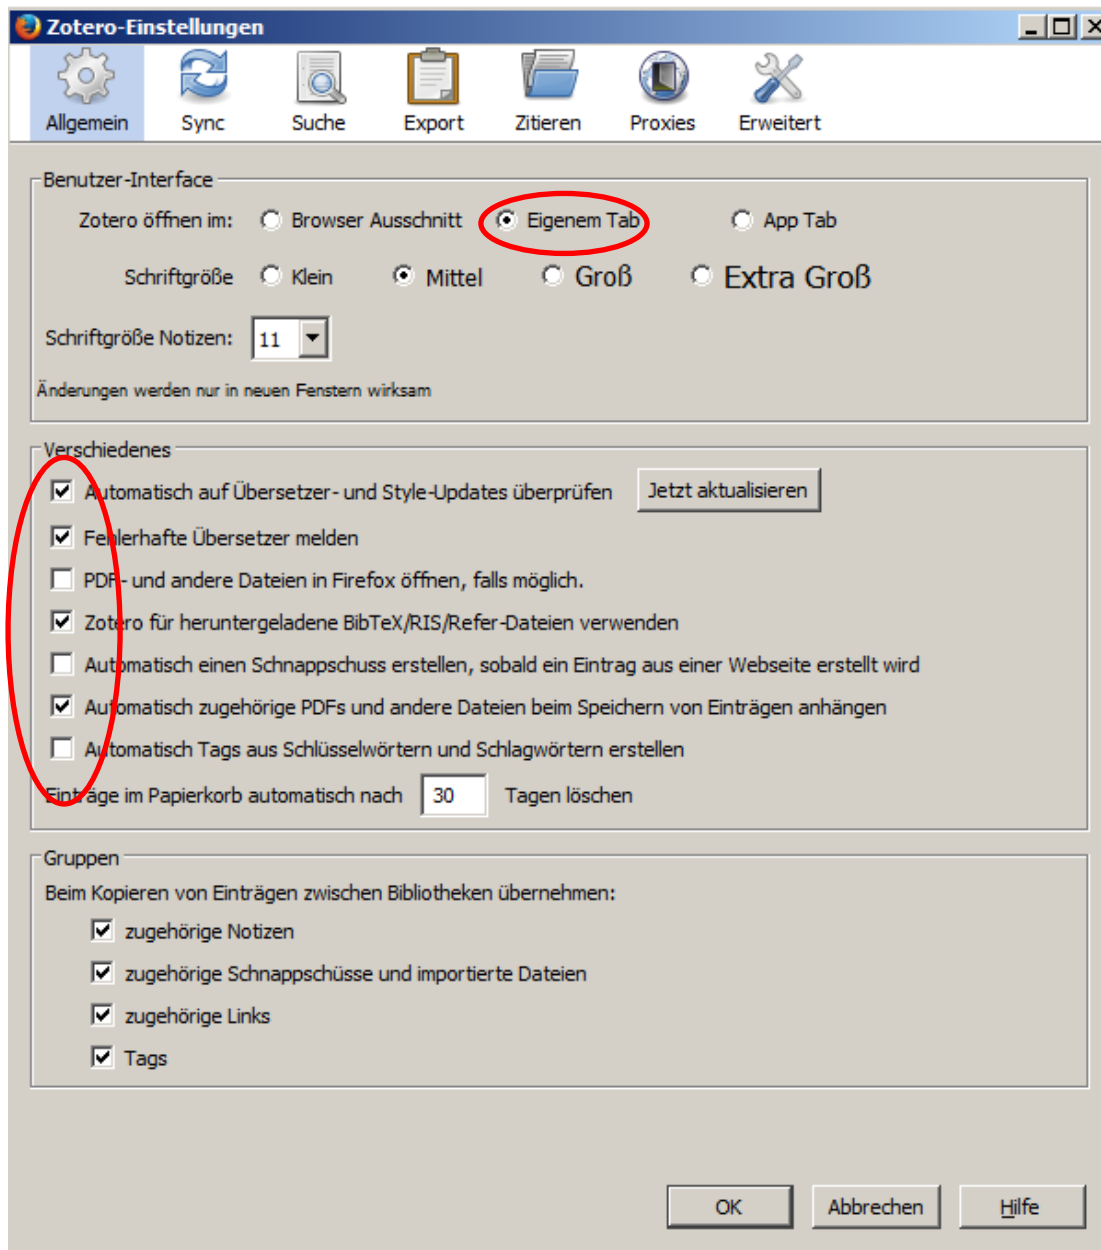 Zotero-Einstellungen
Allgemein Sync Suche Export Zitieren Proxies Erweitert
Benutzer-Interface
Zotero öffnen im: Browser Ausschnitt Eigenem Tab App Tab
Schriftgröße Klein Mittel Groß Extra Groß
Schriftgröße Notizen: 11
Änderungen werden nur in neuen Fenstern wirksam
Verschiedenes
Automatisch auf Übersetzer- und Style-Updates überprüfen Jetzt aktualisieren
Fehlerhafte Übersetzer melden
PDF- und andere Dateien in Firefox öffnen, falls möglich.
Zotero für heruntergeladene BibTeX/RIS/Refer-Dateien verwenden
Automatisch einen Schnappschuss erstellen, sobald ein Eintrag aus einer Webseite erstellt wird
Automatisch zugehörige PDFs und andere Dateien beim Speichern von Einträgen anhängen
Automatisch Tags aus Schlüsselwörtern und Schlagwörtern erstellen
Einträge im Papierkorb automatisch nach 30 Tagen löschen
Gruppen
Beim Kopieren von Einträgen zwischen Bibliotheken übernehmen:
zugehörige Notizen
zugehörige Schnappschüsse und importierte Dateien
zugehörige Links
Tags
OK Abbrechen Hilfe